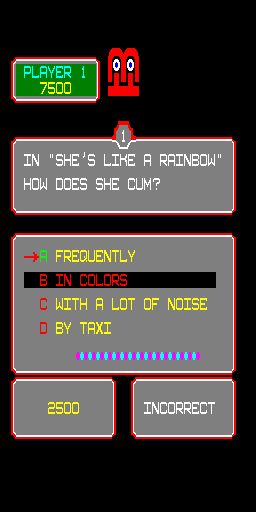 PLAYER 1
7500
1
IN "SHE'S LIKE A RAINBOW"
HOW DOES SHE CUM?
A FREQUENTLY
B IN COLORS
C WITH A LOT OF NOISE
D BY TAXI
2500
INCORRECT